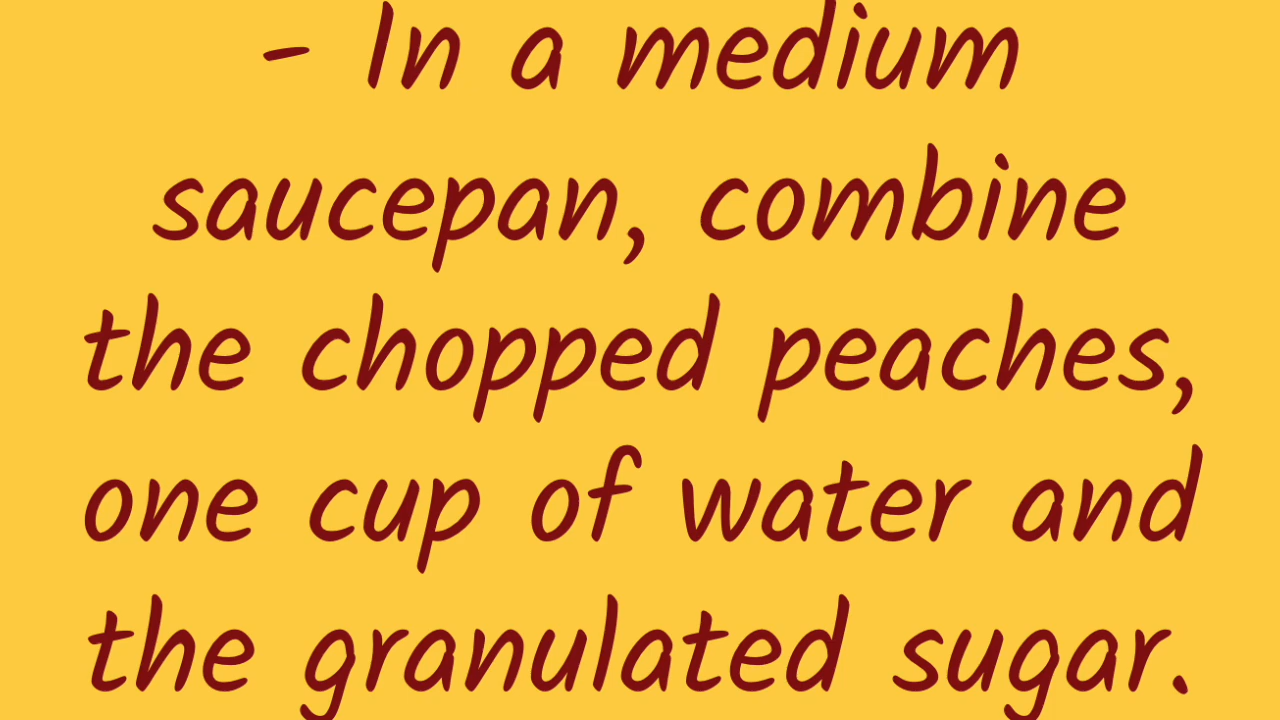 - In a medium
saucepan, combine
the chopped peaches,
one cup of water and
the granulated sugar.